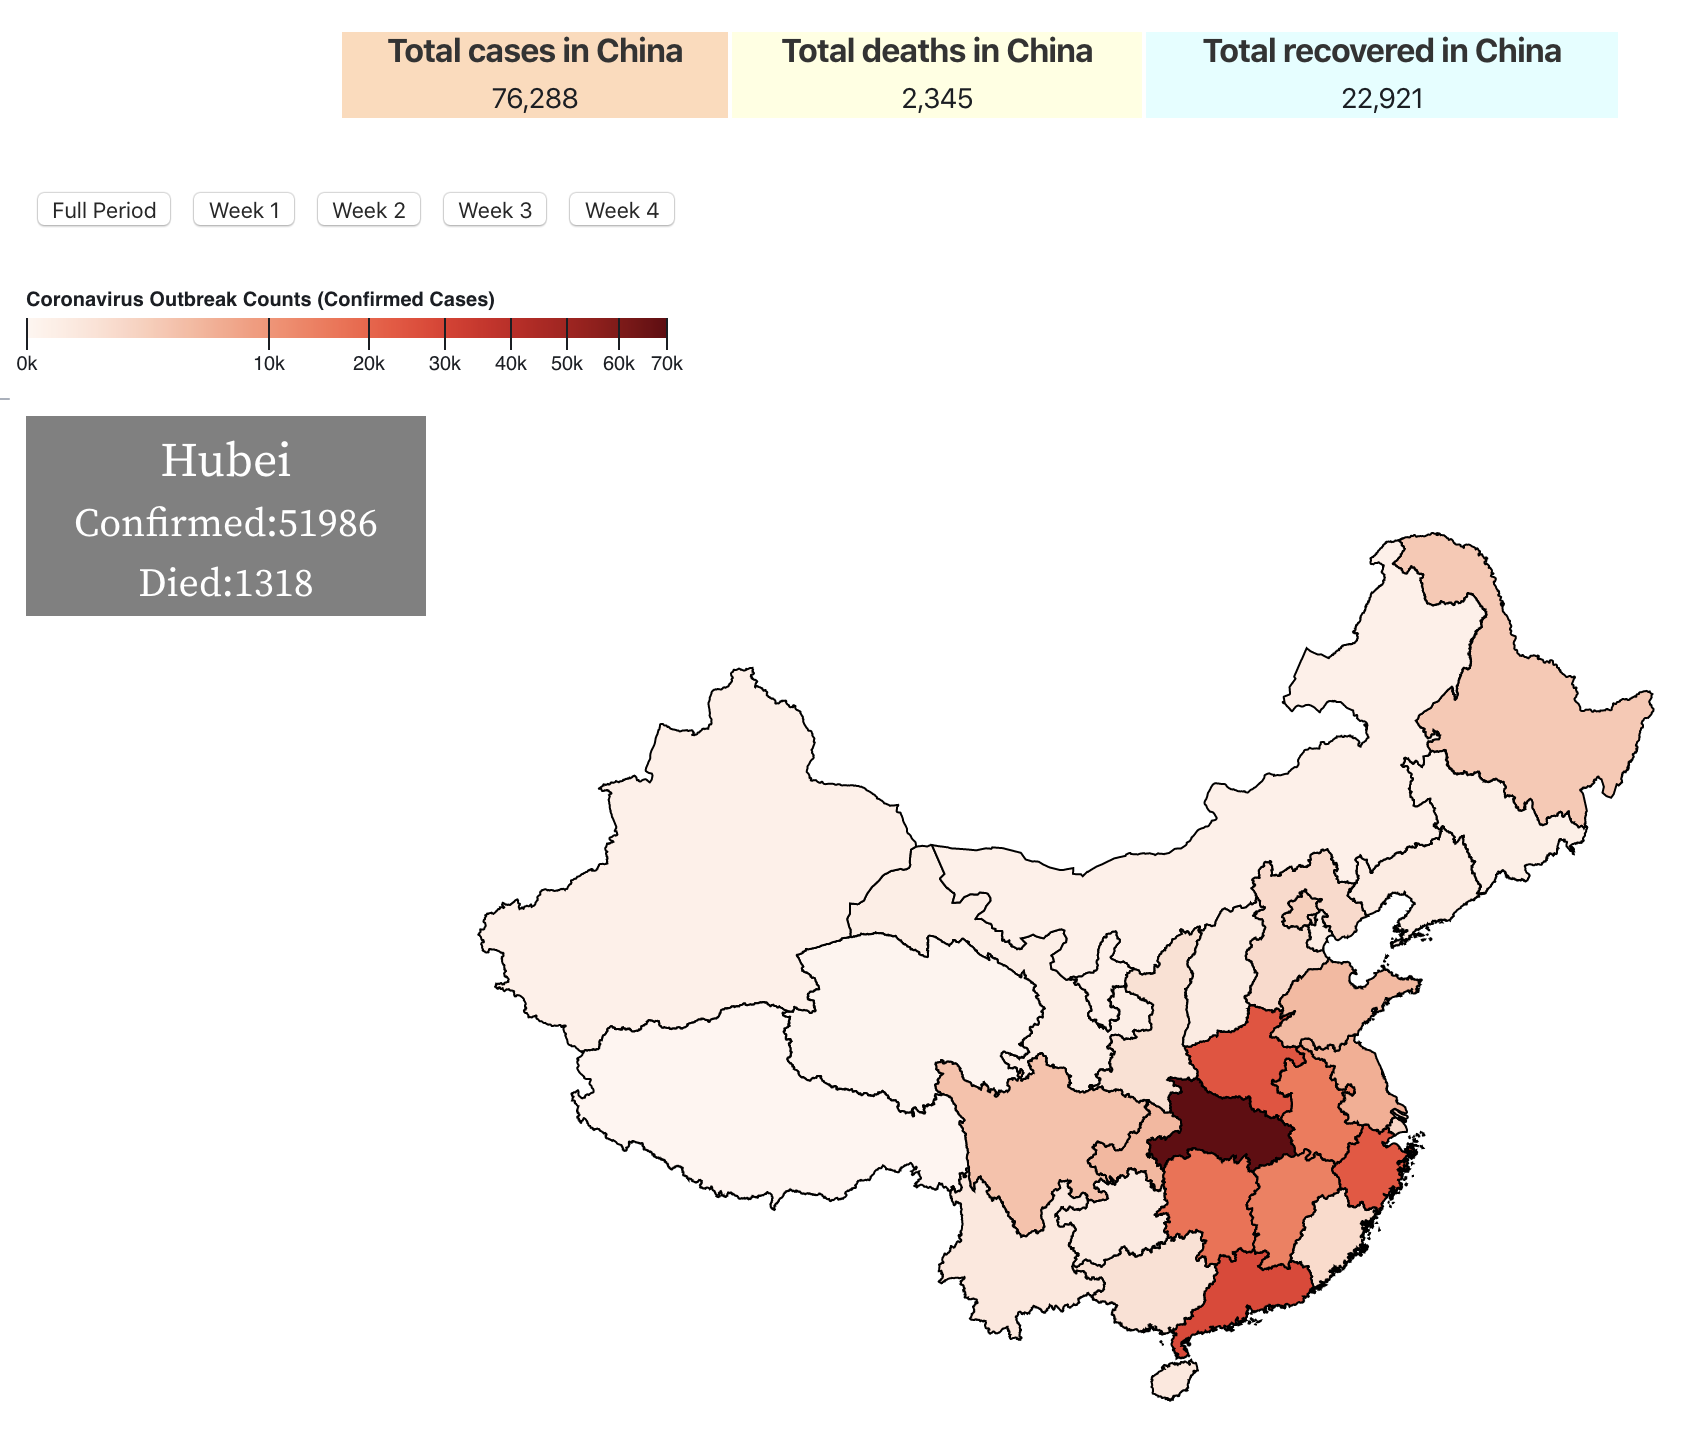 Total cases in China
76,288
Total deaths in China
2,345
Total recovered in China
22,921
Full Period
Week 1
Week 2
Week 3
Week 4
Coronavirus Outbreak Counts (Confirmed Cases)
0k 10k 20k 30k 40k 50k 60k 70k
Hubei
Confirmed:51986
Died:1318